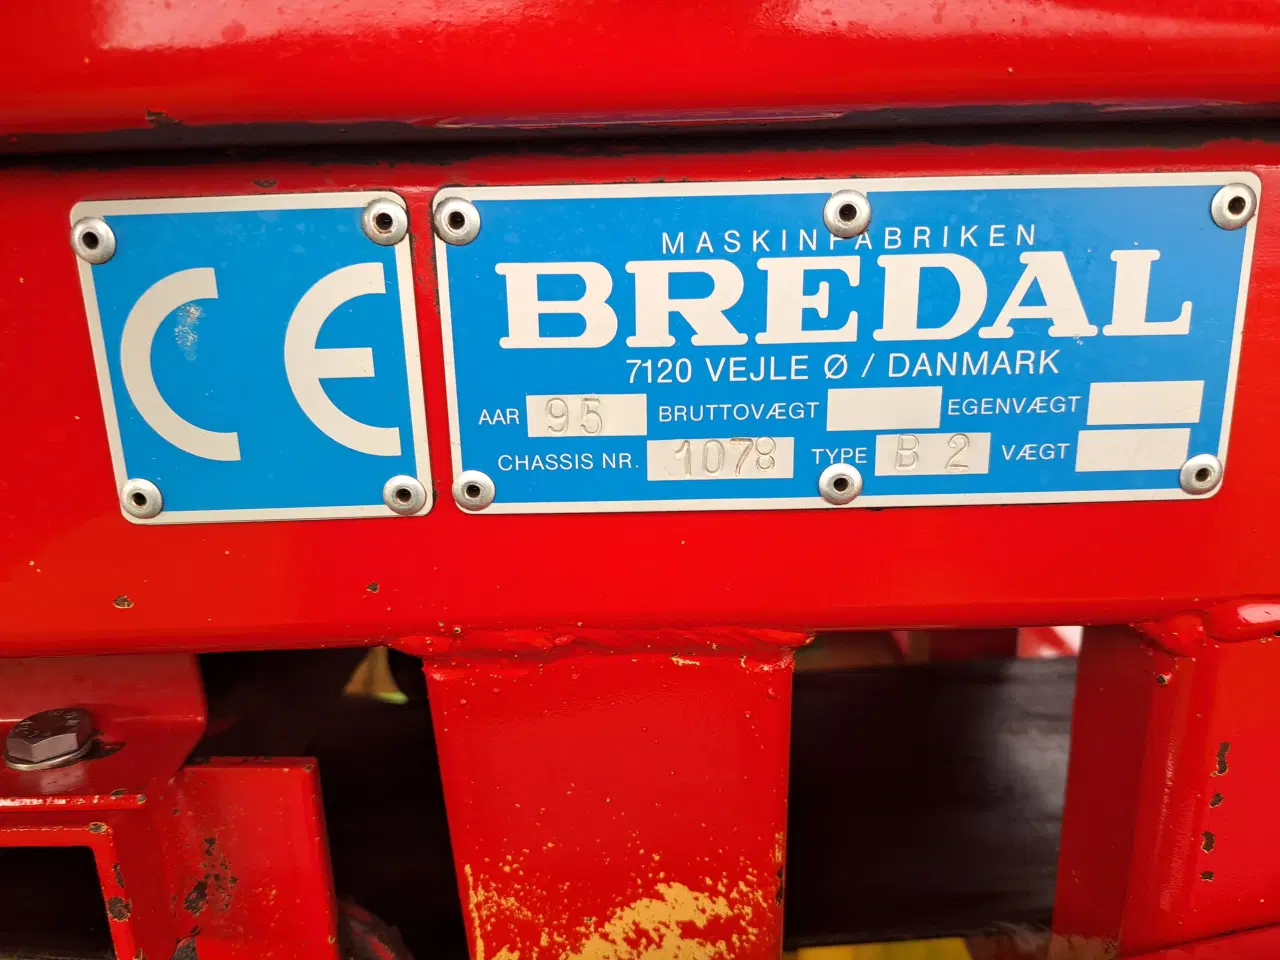 CE
MASKINFABRIKEN
BREDAL
7120 VEJLE Ø / DANMARK
AAR 95 BRUTTOVÆGT EGENVÆGT
CHASSIS NR. 1078 TYPE B 2 VÆGT